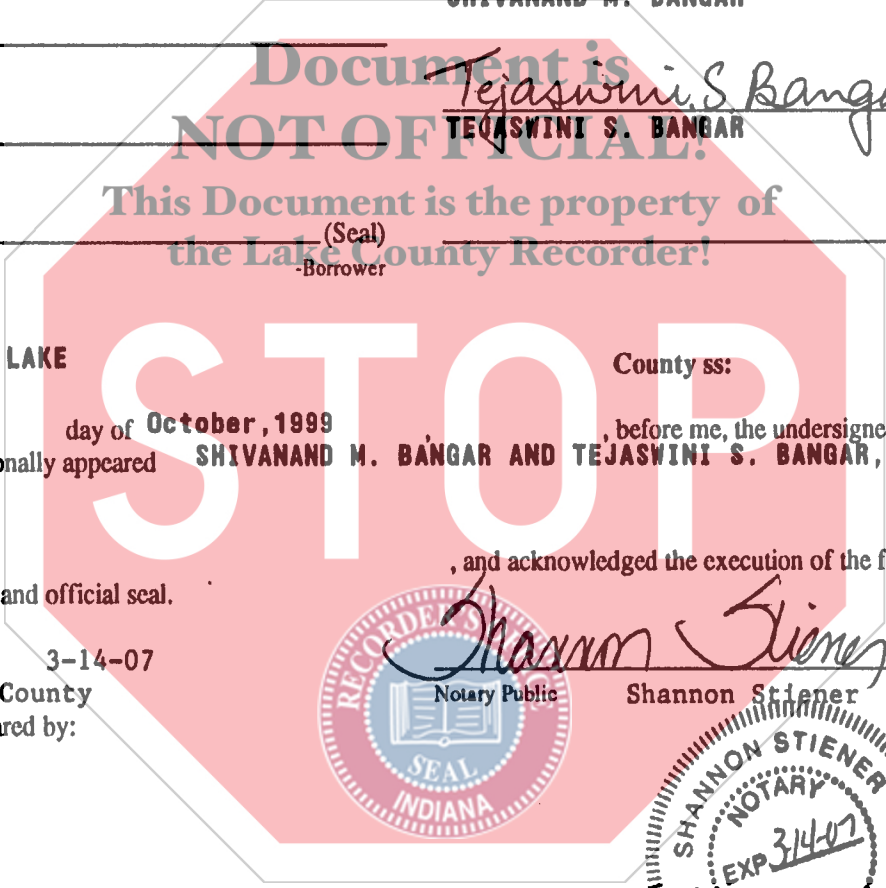 SHIVANAND M. BANGAR
Document is
Tejaswini S. Bang
NOT OFFICIAL!
TEJASWINI S. BANGAR
This Document is the property of
(Seal)
the Lake County Recorder!
-Borrower
STOP
LAKE County ss:
day of October, 1999 , before me, the undersigne
onally appeared SHIVANAND M. BANGAR AND TEJASWINI S. BANGAR,
, and acknowledged the execution of the f
and official seal.
Shannon Stiener
3-14-07
County Notary Public Shannon Stiener
red by:
RECORDER'S OFFICE
SEAL
INDIANA
SHANNON STIENER
NOTARY
EXP 3/14-07